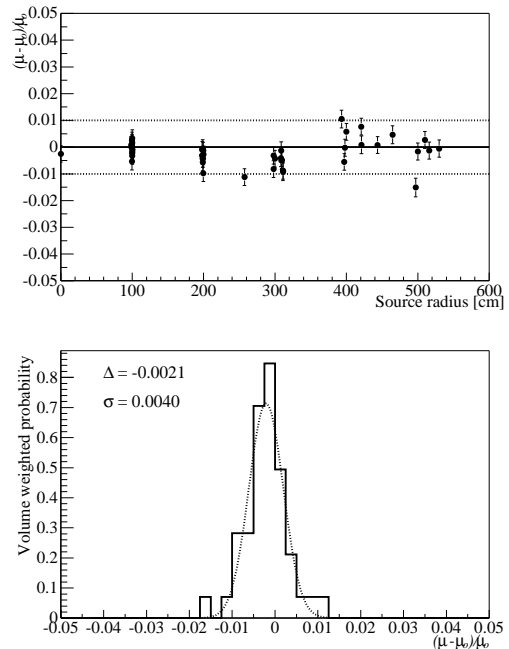 (μ-μo)/μo
0.05
0.04
0.03
0.02
0.01
0
-0.01
-0.02
-0.03
-0.04
-0.05
0 100 200 300 400 500 600
Source radius [cm]
Volume weighted probability
Δ = -0.0021
σ = 0.0040
0.8
0.7
0.6
0.5
0.4
0.3
0.2
0.1
0
-0.05 -0.04 -0.03 -0.02 -0.01 0 0.01 0.02 0.03 0.04 0.05
(μ-μo)/μo